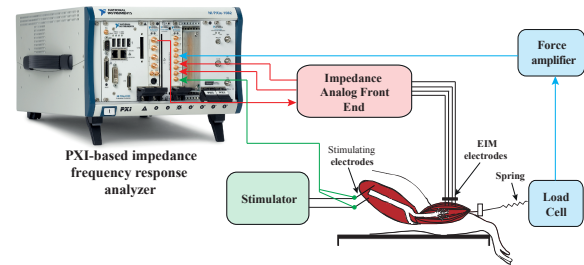 NATIONAL
INSTRUMENTS
PXI
PXI-based impedance
frequency response
analyzer
Impedance
Analog Front
End
Force
amplifier
Stimulating
electrodes
EIM
electrodes
Spring
Stimulator
Load
Cell